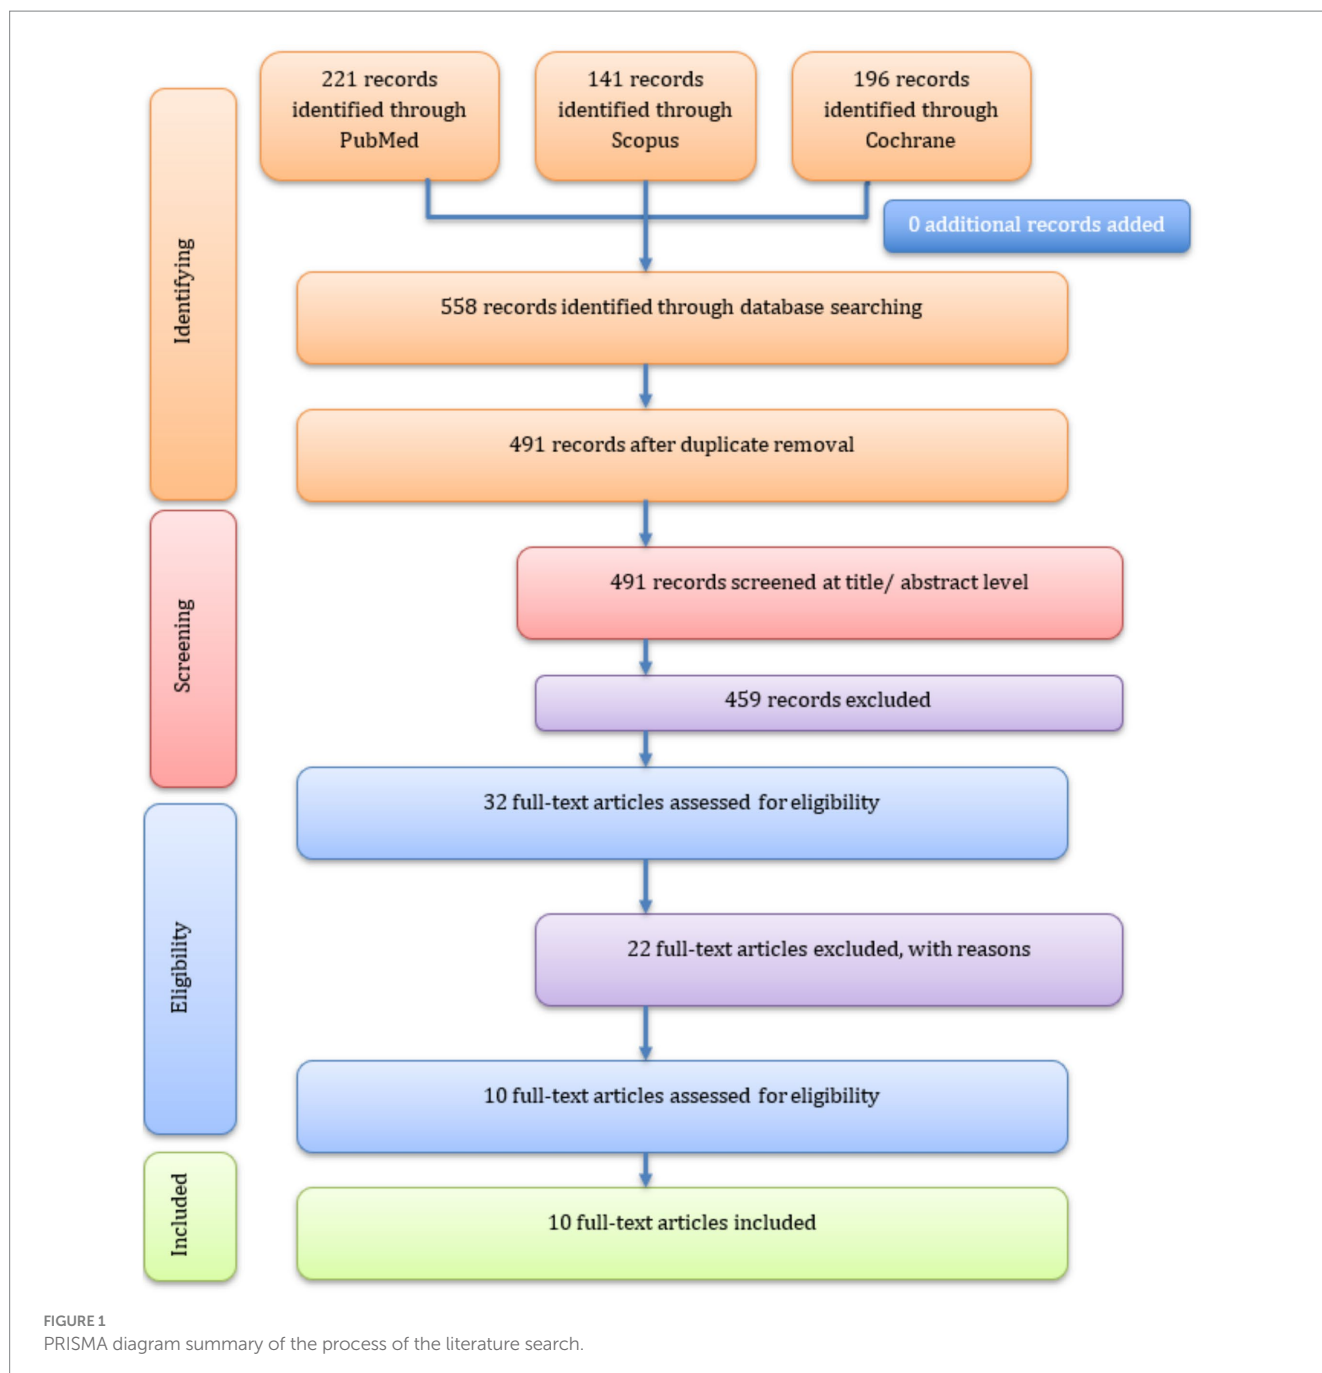 221 records
identified through
PubMed
141 records
identified through
Scopus
196 records
identified through
Cochrane
0 additional records added
Identifying
558 records identified through database searching
491 records after duplicate removal
Screening
491 records screened at title/ abstract level
459 records excluded
Eligibility
32 full-text articles assessed for eligibility
22 full-text articles excluded, with reasons
10 full-text articles assessed for eligibility
Included
10 full-text articles included
FIGURE 1
PRISMA diagram summary of the process of the literature search.